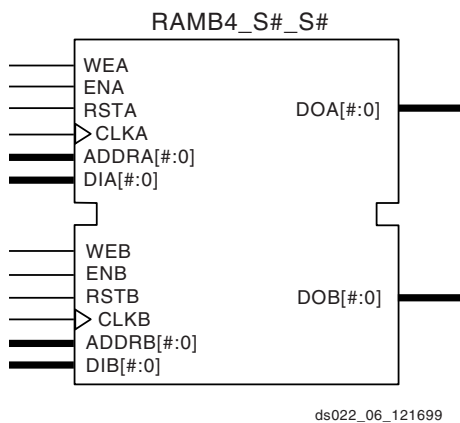 RAMB4_S#_S#
WEA
ENA
RSTA
DOA[#:0]
CLKA
ADDRA[#:0]
DIA[#:0]
WEB
ENB
RSTB
DOB[#:0]
CLKB
ADDRB[#:0]
DIB[#:0]
ds022_06_121699